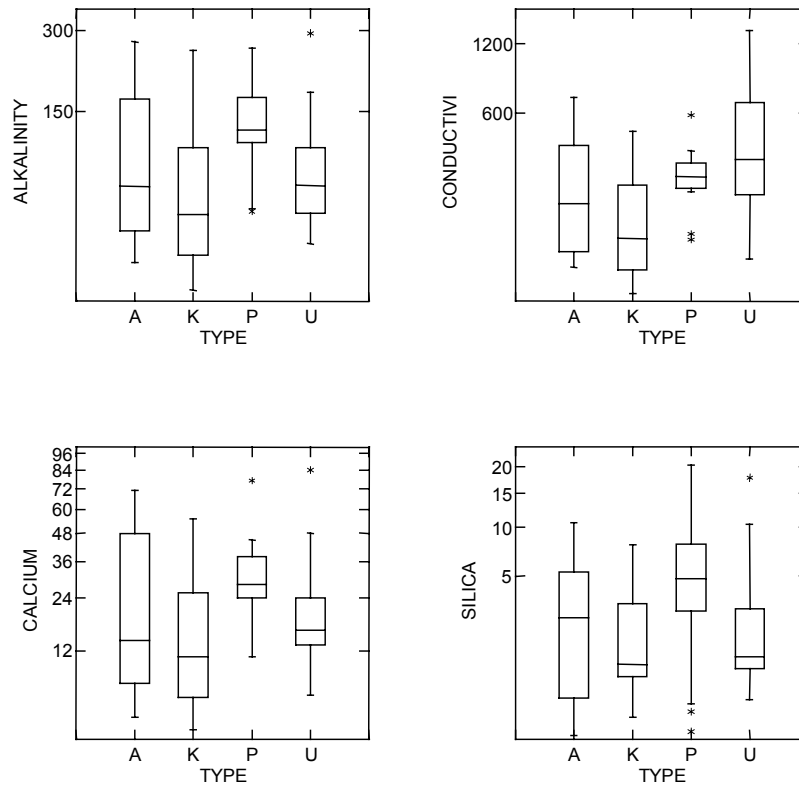 300
150
ALKALINITY
A K P U
TYPE
1200
600
CONDUCTIVI
A K P U
TYPE
96
84
72
60
48
36
24
12
CALCIUM
A K P U
TYPE
20
15
10
5
SILICA
A K P U
TYPE